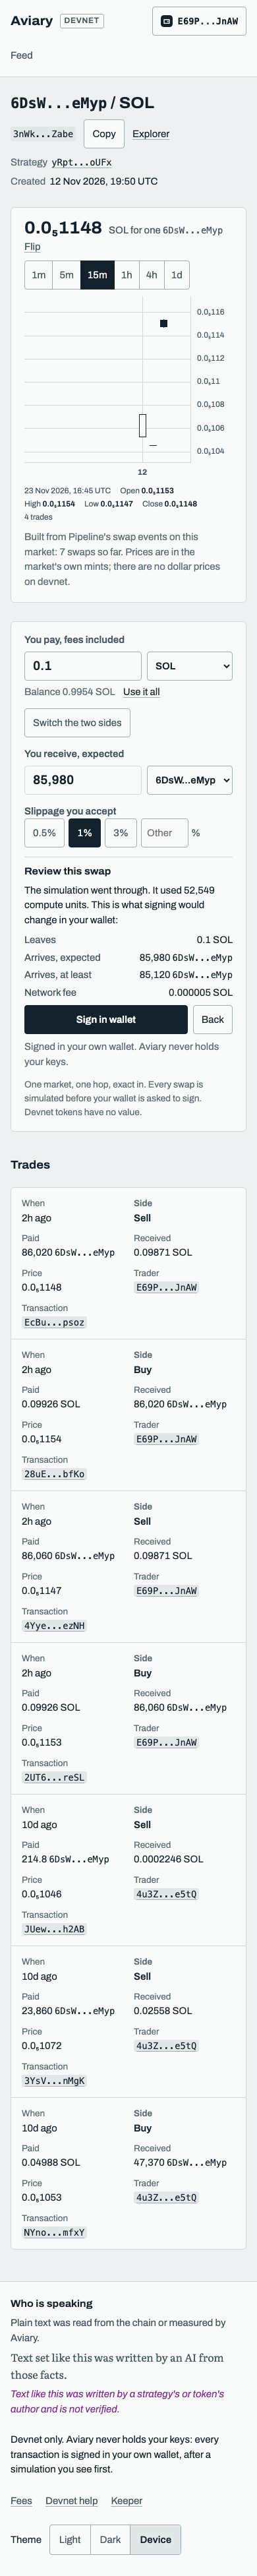 Aviary DEVNET E69P...JnAW
Feed
6DsW...eMyp / SOL
3nWk...Zabe Copy Explorer
Strategy yRpt...oUFx
Created 12 Nov 2026, 19:50 UTC
0.0₅1148 SOL for one 6DsW...eMyp
Flip
1m 5m 15m 1h 4h 1d
0.0₅116
0.0₅114
0.0₅112
0.0₅11
0.0₅108
0.0₅106
0.0₅104
12
23 Nov 2026, 16:45 UTC Open 0.0₅1153
High 0.0₅1154 Low 0.0₅1147 Close 0.0₅1148
4 trades
Built from Pipeline's swap events on this
market: 7 swaps so far. Prices are in the
market's own mints; there are no dollar prices
on devnet.
You pay, fees included
0.1 SOL
Balance 0.9954 SOL Use it all
Switch the two sides
You receive, expected
85,980 6DsW...eMyp
Slippage you accept
0.5% 1% 3% Other %
Review this swap
The simulation went through. It used 52,549
compute units. This is what signing would
change in your wallet:
Leaves 0.1 SOL
Arrives, expected 85,980 6DsW...eMyp
Arrives, at least 85,120 6DsW...eMyp
Network fee 0.000005 SOL
Sign in wallet Back
Signed in your own wallet. Aviary never holds
your keys.
One market, one hop, exact in. Every swap is
simulated before your wallet is asked to sign.
Devnet tokens have no value.
Trades
When Side
2h ago Sell
Paid Received
86,020 6DsW...eMyp 0.09871 SOL
Price Trader
0.0₅1148 E69P...JnAW
Transaction
EcBu...psoz
When Side
2h ago Buy
Paid Received
0.09926 SOL 86,020 6DsW...eMyp
Price Trader
0.0₅1154 E69P...JnAW
Transaction
28uE...bfKo
When Side
2h ago Sell
Paid Received
86,060 6DsW...eMyp 0.09871 SOL
Price Trader
0.0₅1147 E69P...JnAW
Transaction
4Yye...ezNH
When Side
2h ago Buy
Paid Received
0.09926 SOL 86,060 6DsW...eMyp
Price Trader
0.0₅1153 E69P...JnAW
Transaction
2UT6...reSL
When Side
10d ago Sell
Paid Received
214.8 6DsW...eMyp 0.0002246 SOL
Price Trader
0.0₅1046 4u3Z...e5tQ
Transaction
JUew...h2AB
When Side
10d ago Sell
Paid Received
23,860 6DsW...eMyp 0.02558 SOL
Price Trader
0.0₅1072 4u3Z...e5tQ
Transaction
3YsV...nMgK
When Side
10d ago Buy
Paid Received
0.04988 SOL 47,370 6DsW...eMyp
Price Trader
0.0₅1053 4u3Z...e5tQ
Transaction
NYno...mfxY
Who is speaking
Plain text was read from the chain or measured by
Aviary.
Text set like this was written by an AI from
those facts.
Text like this was written by a strategy's or token's
author and is not verified.
Devnet only. Aviary never holds your keys: every
transaction is signed in your own wallet, after a
simulation you see first.
Fees Devnet help Keeper
Theme Light Dark Device